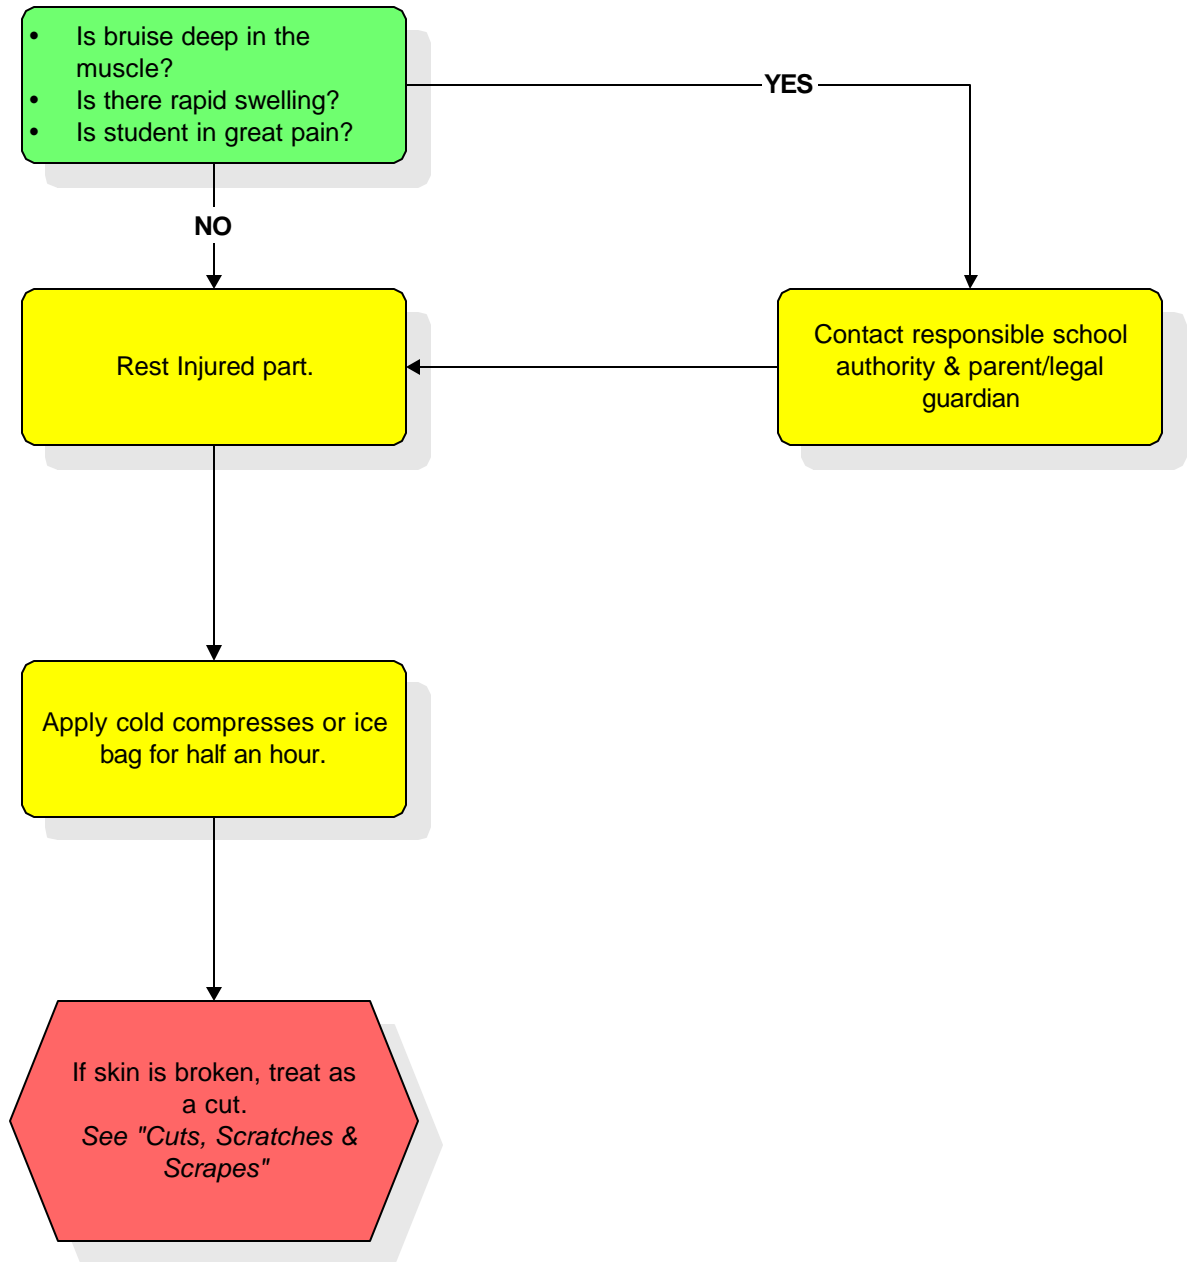 • Is bruise deep in the
muscle?
• Is there rapid swelling?
• Is student in great pain?
YES
NO
Rest Injured part.
Contact responsible school
authority & parent/legal
guardian
Apply cold compresses or ice
bag for half an hour.
If skin is broken, treat as
a cut.
See "Cuts, Scratches &
Scrapes"